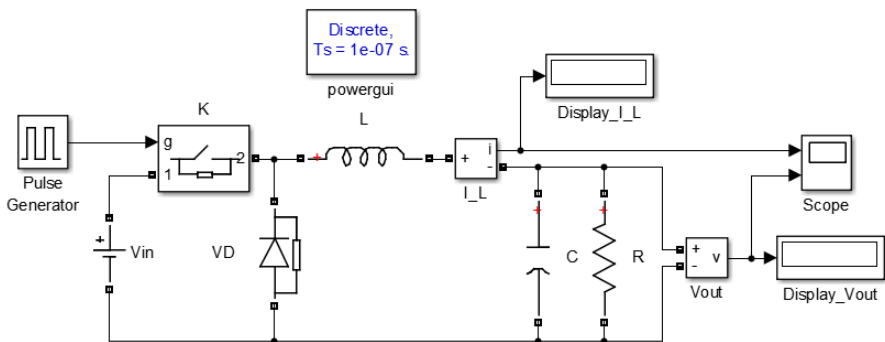 Discrete,
Ts = 1e-07 s.
powergui
K
L
g
1
2
Pulse
Generator
+
Vin
VD
+
i
-
I_L
Display_I_L
Scope
C
R
+
-
v
Vout
Display_Vout